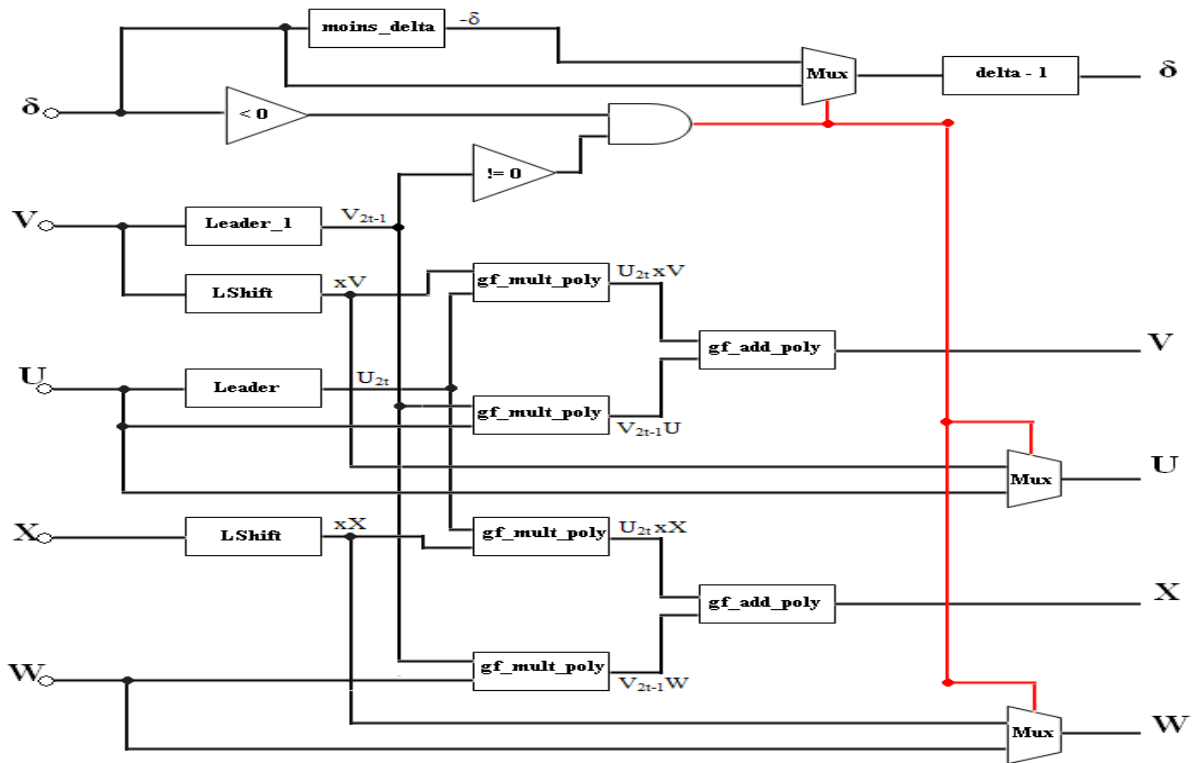 moins_delta
-δ
Mux
delta - 1
δ
δ
< 0
!= 0
V
Leader_1
V2t-1
LShift
xV
gf_mult_poly
U2t xV
gf_add_poly
V
U
Leader
U2t
gf_mult_poly
V2t-1U
Mux
U
X
LShift
xX
gf_mult_poly
U2t xX
gf_add_poly
X
W
gf_mult_poly
V2t-1W
Mux
W